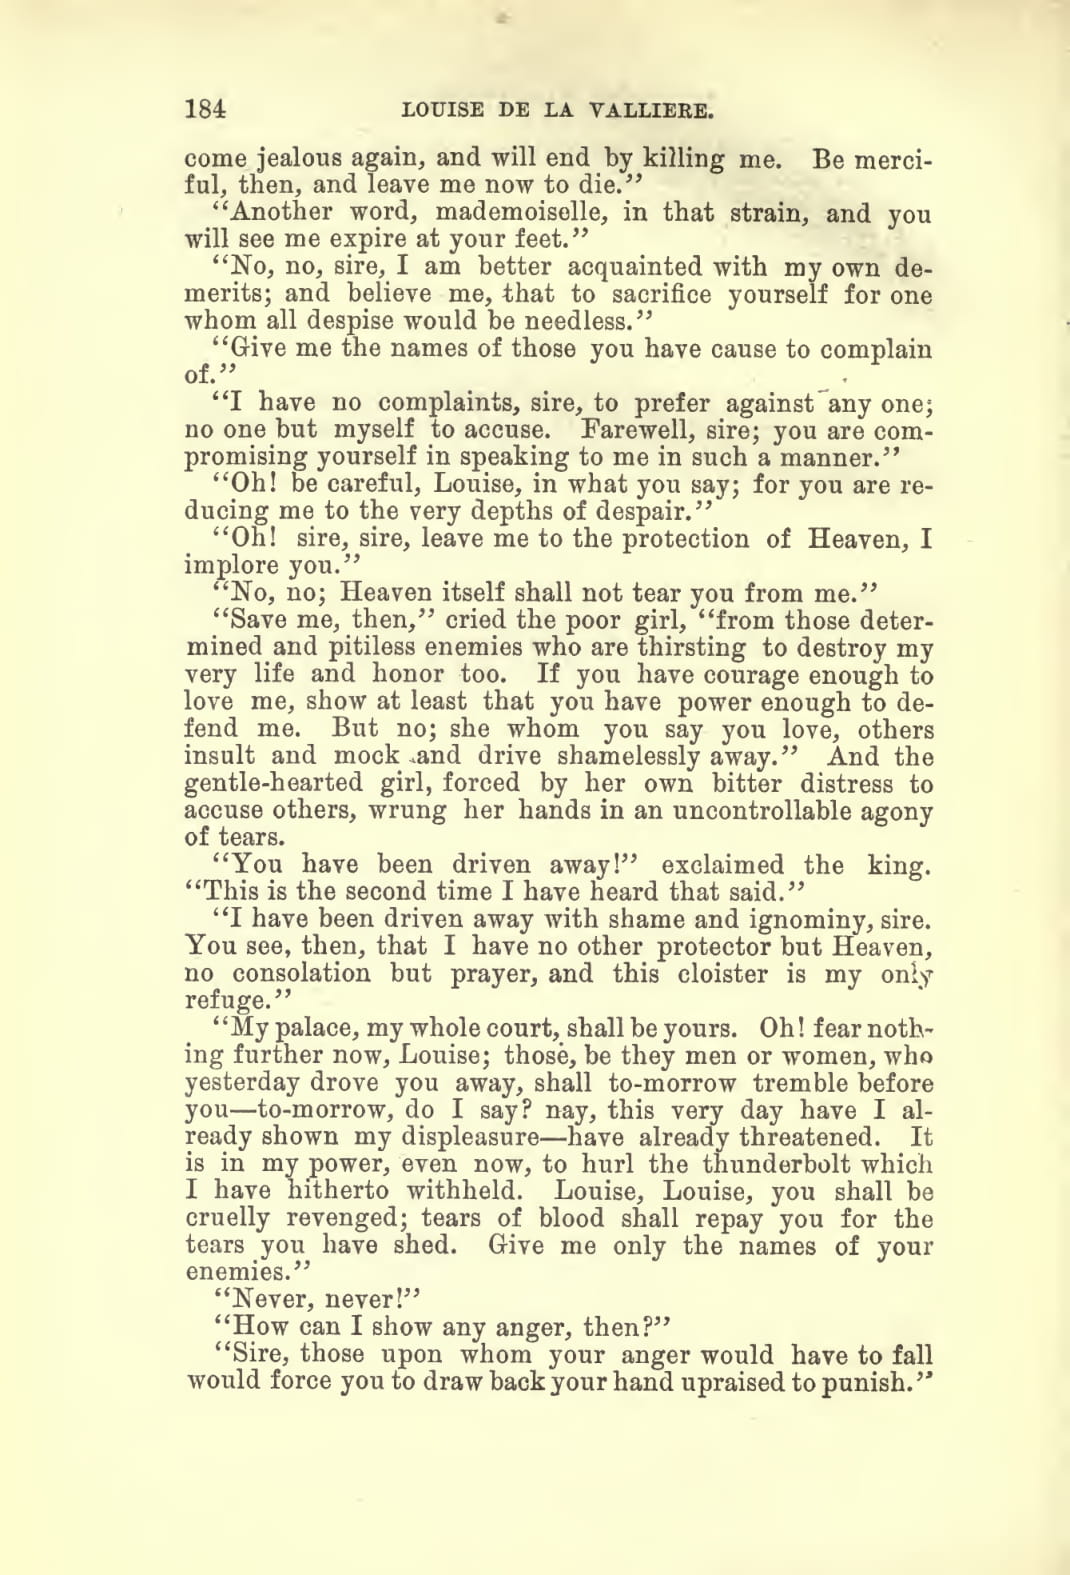 184 LOUISE DE LA VALLIERE.
come jealous again, and will end by killing me. Be merci-
ful, then, and leave me now to die."
"Another word, mademoiselle, in that strain, and you
will see me expire at your feet."
"No, no, sire, I am better acquainted with my own de-
merits; and believe me, that to sacrifice yourself for one
whom all despise would be needless."
"Give me the names of those you have cause to complain
of."
"I have no complaints, sire, to prefer against any one;
no one but myself to accuse. Farewell, sire; you are com-
promising yourself in speaking to me in such a manner."
"Oh! be careful, Louise, in what you say; for you are re-
ducing me to the very depths of despair."
"Oh! sire, sire, leave me to the protection of Heaven, I
implore you."
"No, no; Heaven itself shall not tear you from me."
"Save me, then," cried the poor girl, "from those deter-
mined and pitiless enemies who are thirsting to destroy my
very life and honor too. If you have courage enough to
love me, show at least that you have power enough to de-
fend me. But no; she whom you say you love, others
insult and mock and drive shamelessly away." And the
gentle-hearted girl, forced by her own bitter distress to
accuse others, wrung her hands in an uncontrollable agony
of tears.
"You have been driven away!" exclaimed the king.
"This is the second time I have heard that said."
"I have been driven away with shame and ignominy, sire.
You see, then, that I have no other protector but Heaven,
no consolation but prayer, and this cloister is my only
refuge."
"My palace, my whole court, shall be yours. Oh! fear noth-
ing further now, Louise; those, be they men or women, who
yesterday drove you away, shall to-morrow tremble before
you—to-morrow, do I say? nay, this very day have I al-
ready shown my displeasure—have already threatened. It
is in my power, even now, to hurl the thunderbolt which
I have hitherto withheld. Louise, Louise, you shall be
cruelly revenged; tears of blood shall repay you for the
tears you have shed. Give me only the names of your
enemies."
"Never, never!"
"How can I show any anger, then?"
"Sire, those upon whom your anger would have to fall
would force you to draw back your hand upraised to punish."